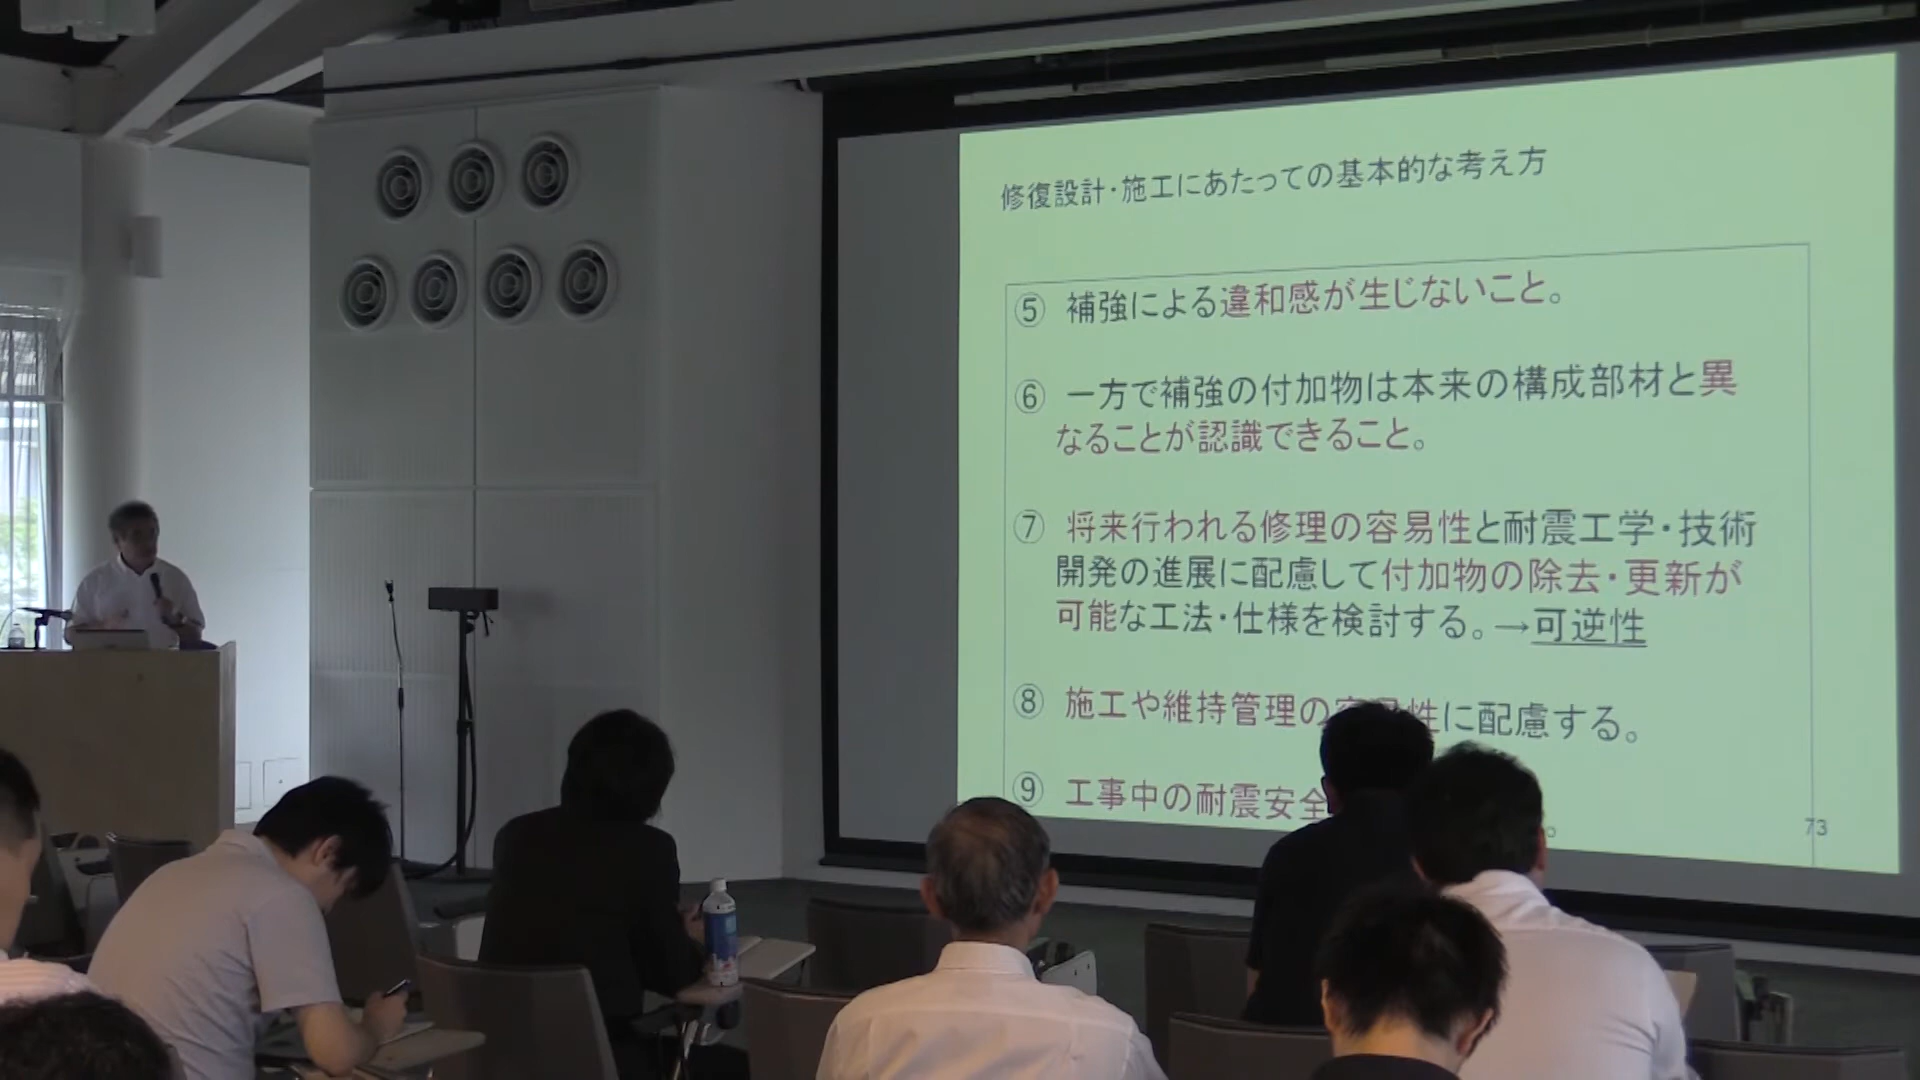 修復設計・施工にあたっての基本的な考え方
⑤ 補強による違和感が生じないこと。
⑥ 一方で補強の付加物は本来の構成部材と異
なることが認識できること。
⑦ 将来行われる修理の容易性と耐震工学・技術
開発の進展に配慮して付加物の除去・更新が
可能な工法・仕様を検討する。→可逆性
⑧ 施工や維持管理の容易性に配慮する。
⑨ 工事中の耐震安全
73